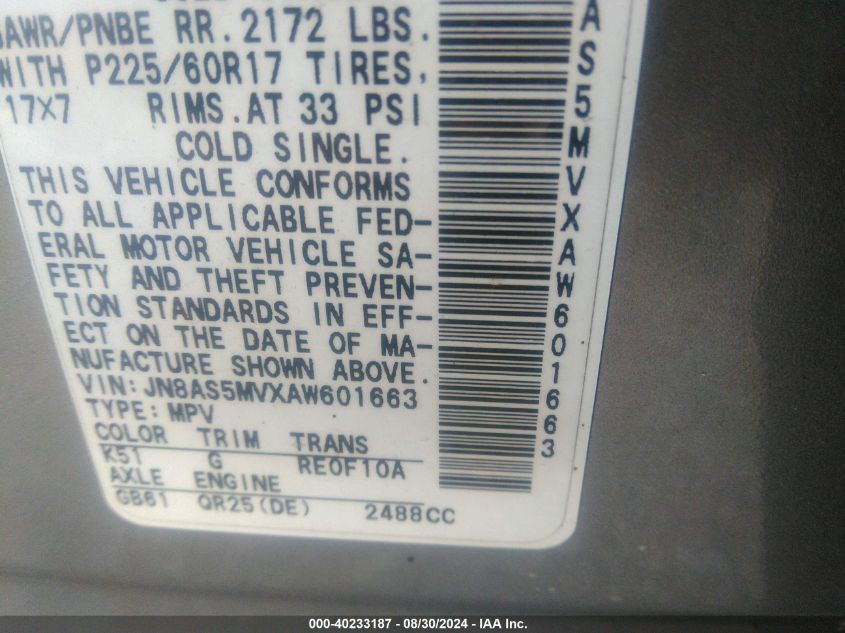 GAWR/PNBE RR. 2172 LBS.
WITH P225/60R17 TIRES,
17X7 RIMS. AT 33 PSI
COLD SINGLE.
THIS VEHICLE CONFORMS
TO ALL APPLICABLE FED-
ERAL MOTOR VEHICLE SA-
FETY AND THEFT PREVEN-
TION STANDARDS IN EFF-
ECT ON THE DATE OF MA-
NUFACTURE SHOWN ABOVE.
VIN: JN8AS5MVXAW601663
TYPE: MPV
COLOR TRIM TRANS
K51 G RE0F10A
AXLE ENGINE
GB61 QR25(DE) 2488CC
AS5MVXAW601663
000-40233187 - 08/30/2024 - IAA Inc.